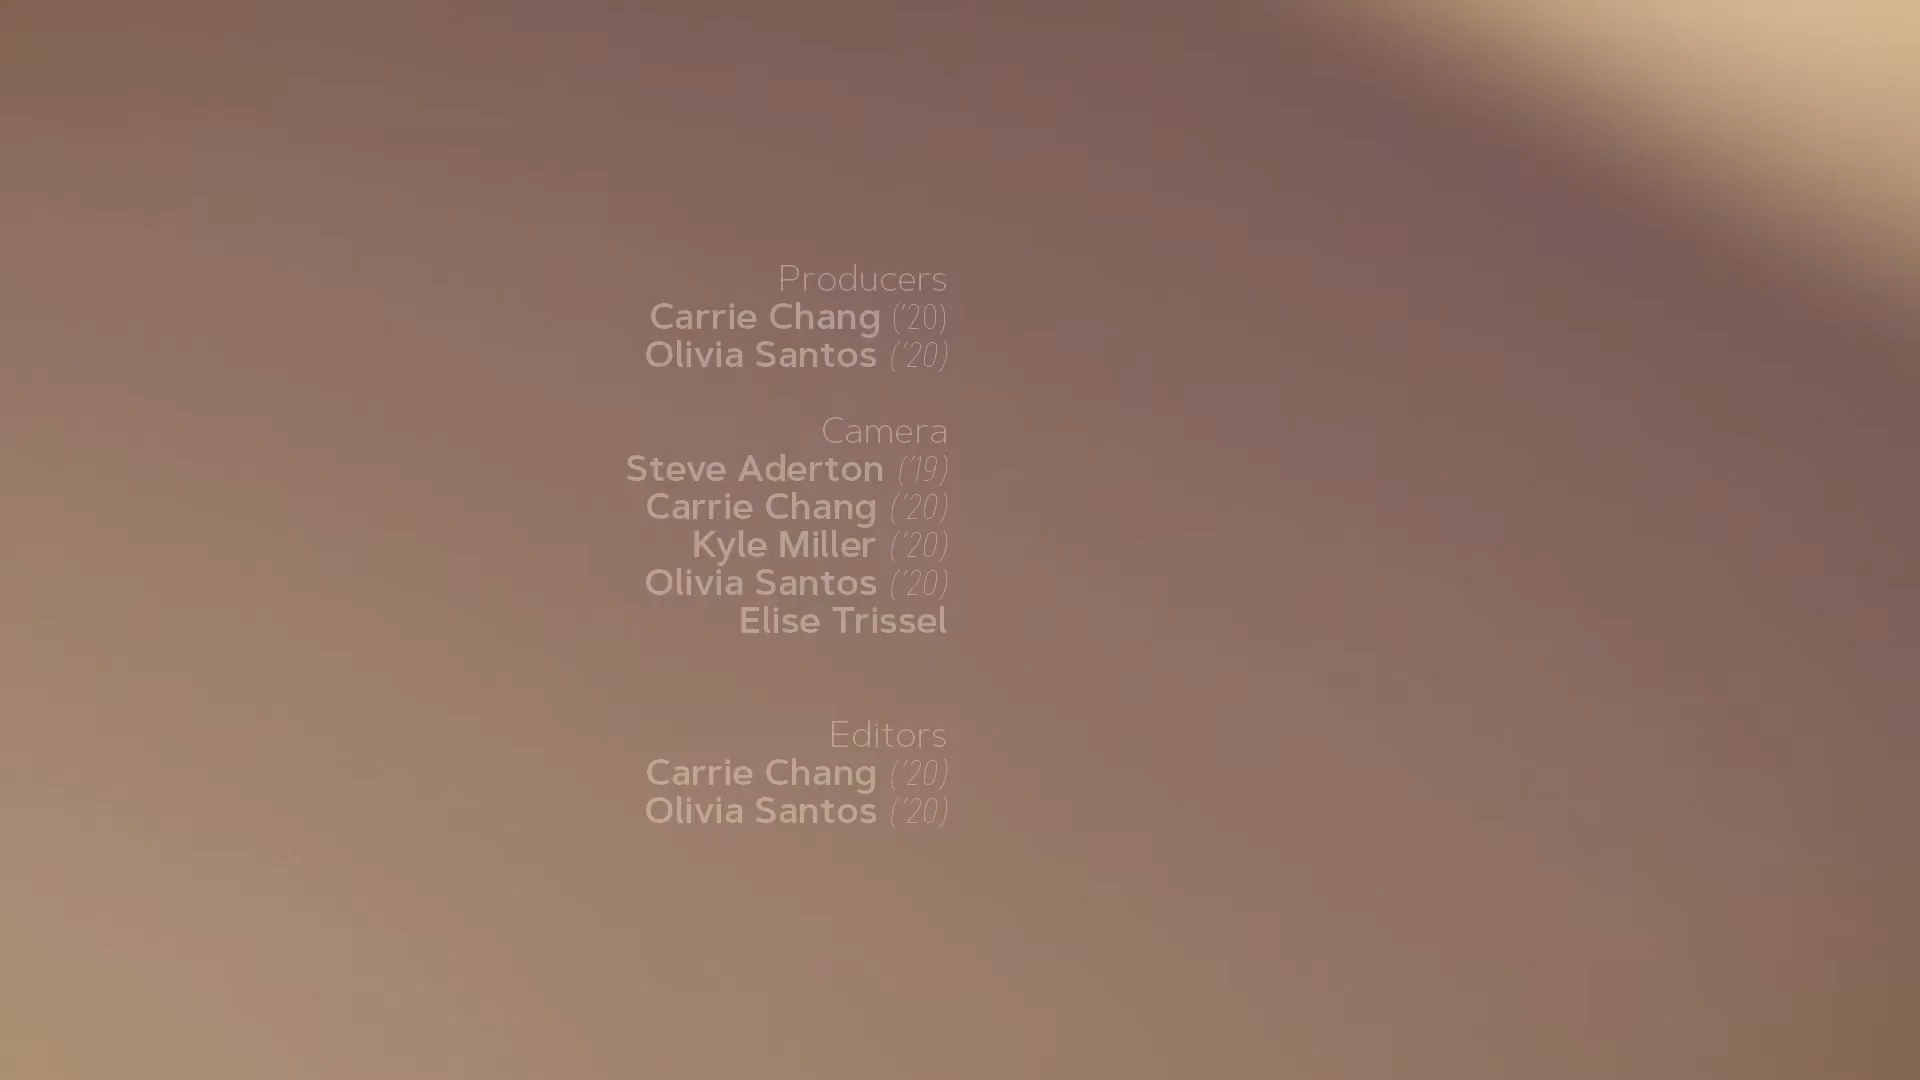 Producers
Carrie Chang ('20)
Olivia Santos ('20)
Camera
Steve Aderton ('19)
Carrie Chang ('20)
Kyle Miller ('20)
Olivia Santos ('20)
Elise Trissel
Editors
Carrie Chang ('20)
Olivia Santos ('20)